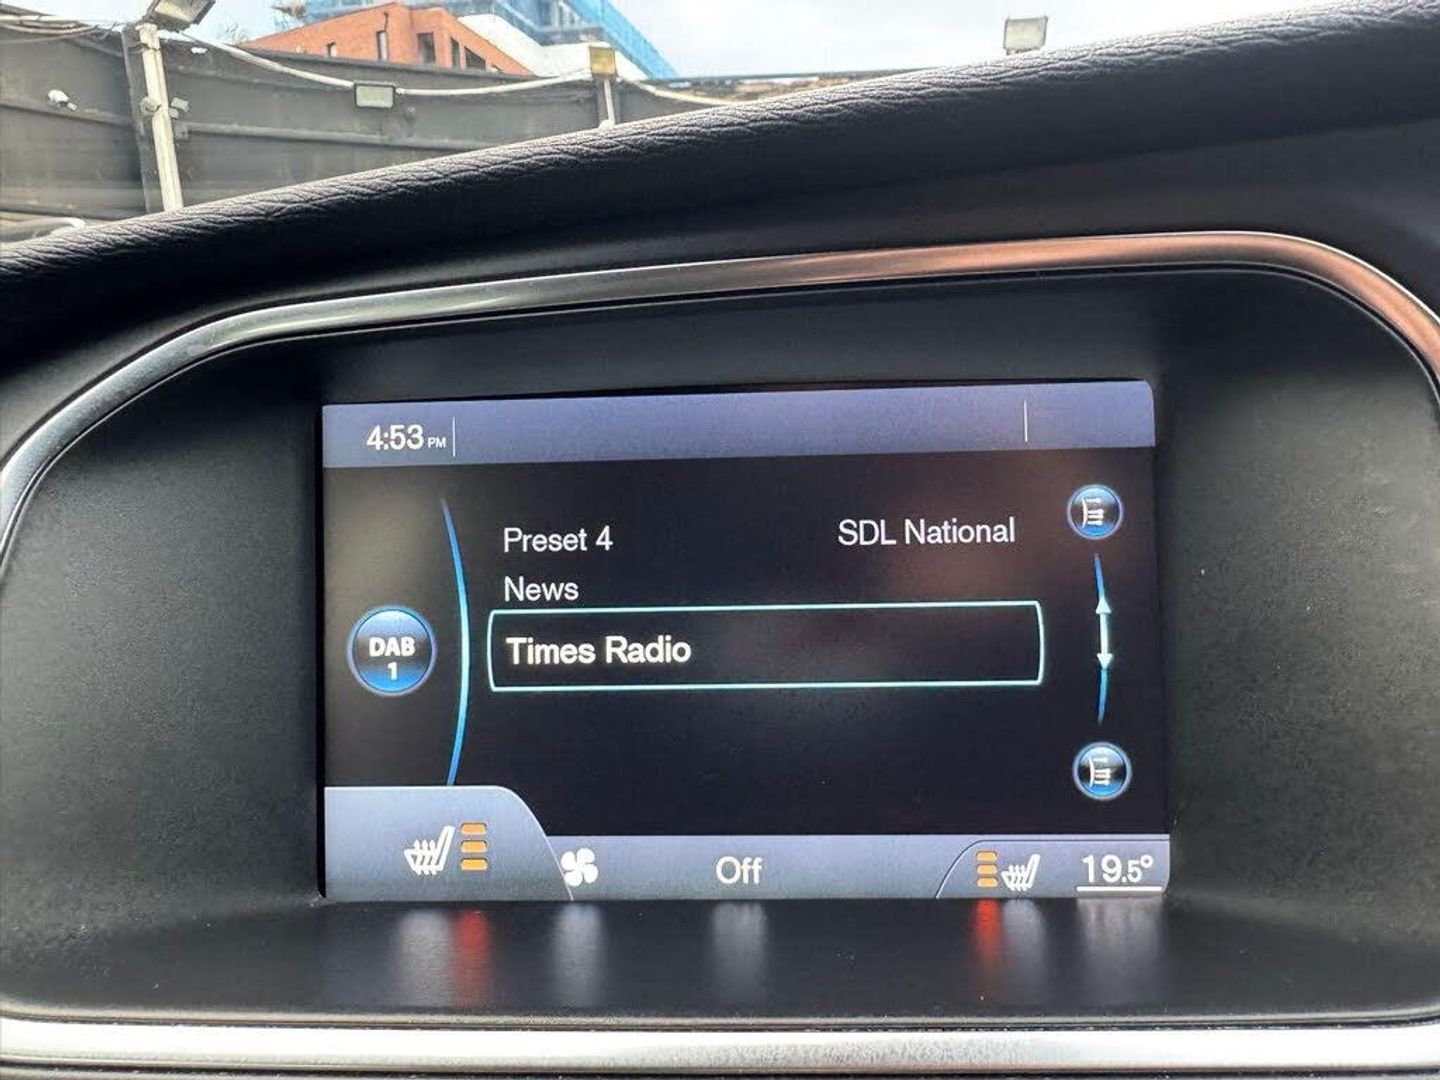 4:53 PM
Preset 4 SDL National
News
DAB
1
Times Radio
Off 19.5°